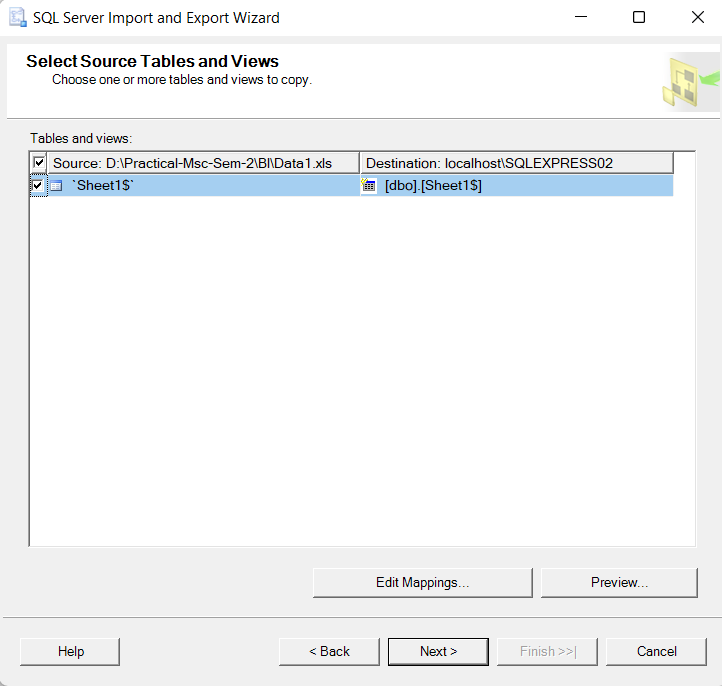 SQL Server Import and Export Wizard
Select Source Tables and Views
Choose one or more tables and views to copy.
Tables and views:
Source: D:\Practical-Msc-Sem-2\BI\Data1.xls Destination: localhost\SQLEXPRESS02
`Sheet1$` [dbo].[Sheet1$]
Edit Mappings... Preview...
Help < Back Next > Finish >>| Cancel